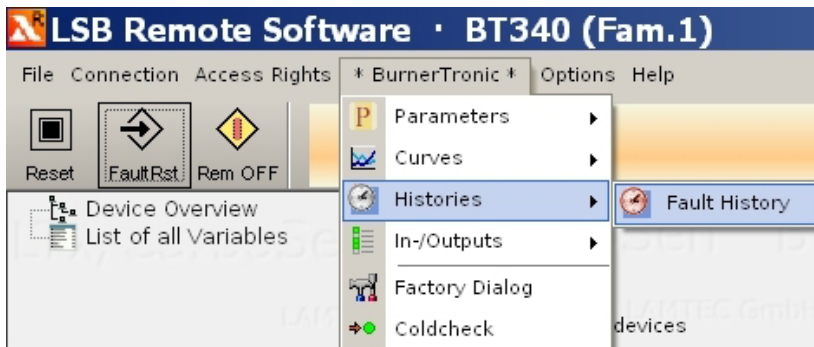 LSB Remote Software · BT340 (Fam.1)
File Connection Access Rights * BurnerTronic * Options Help
Reset FaultRst Rem OFF
Parameters
Curves
Histories
Fault History
In-/Outputs
Factory Dialog
Coldcheck
Device Overview
List of all Variables
devices
LAMTEC